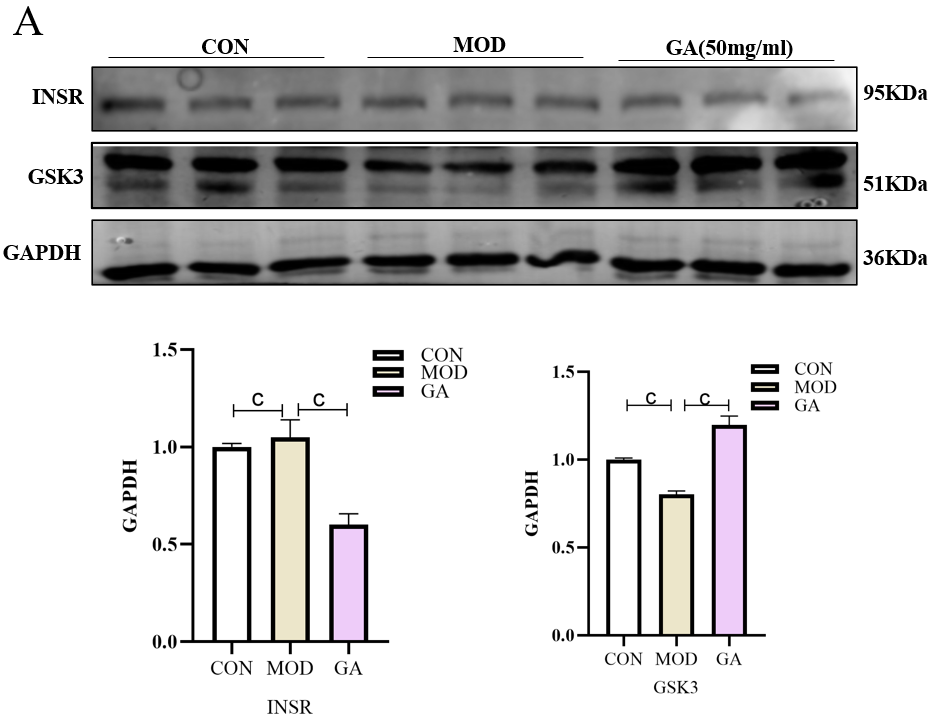 A
CON MOD GA(50mg/ml)
INSR 95KDa
GSK3 51KDa
GAPDH 36KDa
1.5
1.0
0.5
0.0
GAPDH
C C
CON
MOD
GA
CON MOD GA
INSR
1.5
1.0
0.5
0.0
GAPDH
C C
CON
MOD
GA
CON MOD GA
GSK3